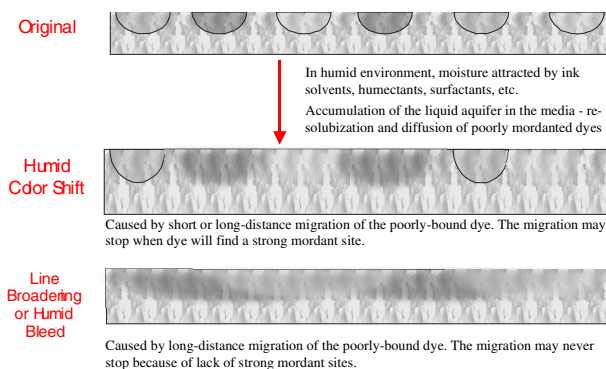 Original
In humid environment, moisture attracted by ink
solvents, humectants, surfactants, etc.
Accumulation of the liquid aquifer in the media - re-
solubization and diffusion of poorly mordanted dyes
Humid
Color Shift
Caused by short or long-distance migration of the poorly-bound dye. The migration may
stop when dye will find a strong mordant site.
Line
Broadening
or Humid
Bleed
Caused by long-distance migration of the poorly-bound dye. The migration may never
stop because of lack of strong mordant sites.